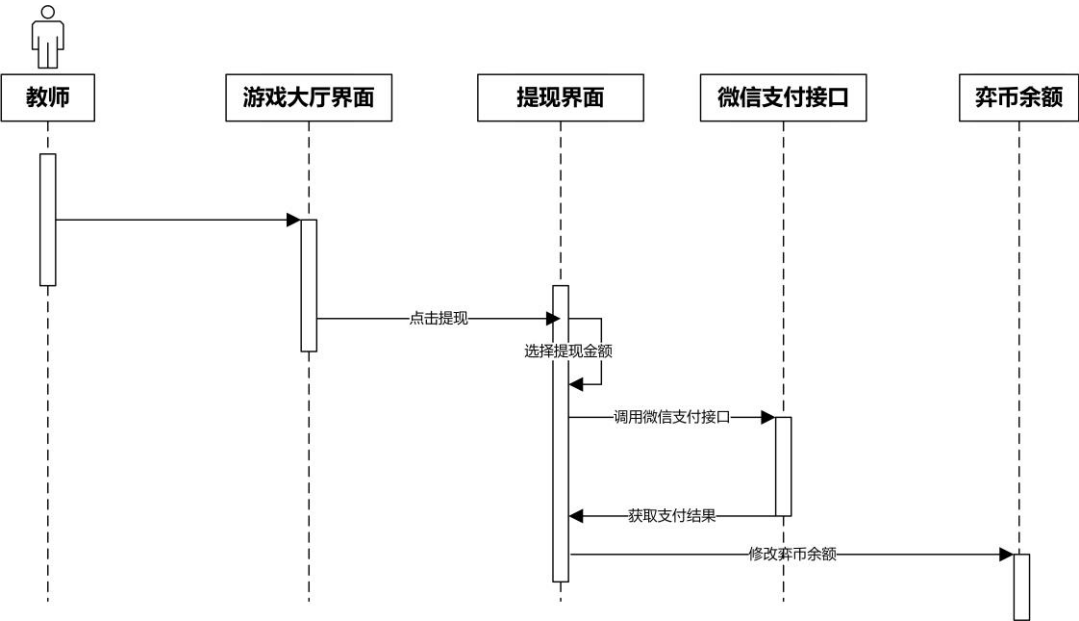 教师
游戏大厅界面
提现界面
微信支付接口
弈币余额
点击提现
选择提现金额
调用微信支付接口
获取支付结果
修改弈币余额